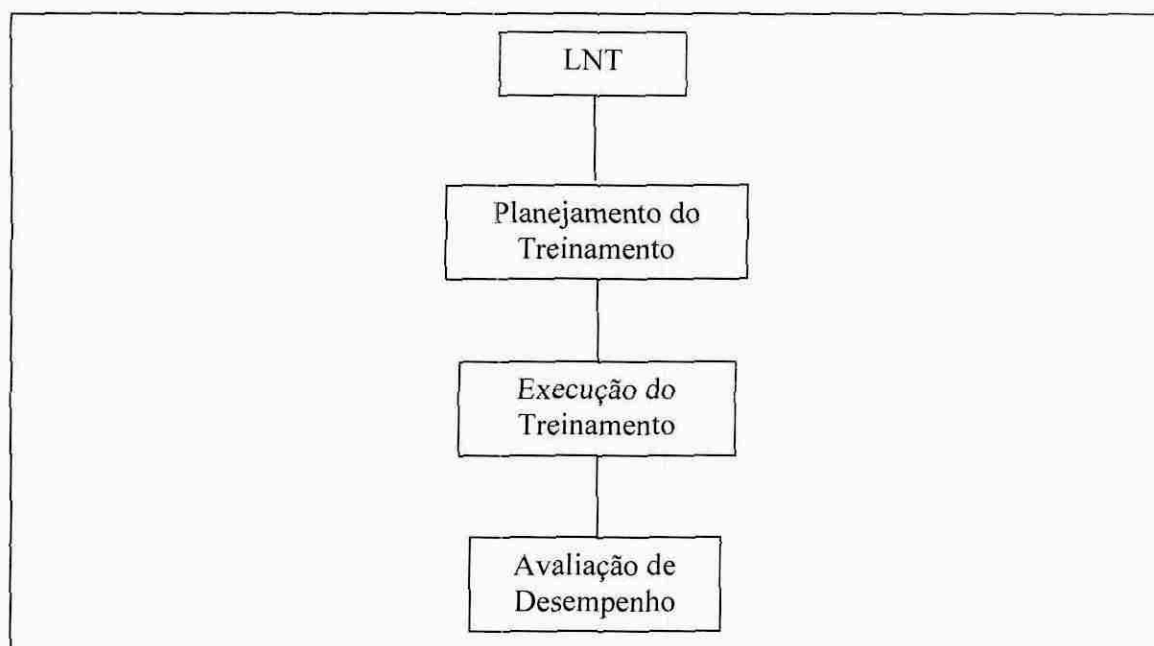 LNT
Planejamento do
Treinamento
Execução do
Treinamento
Avaliação de
Desempenho